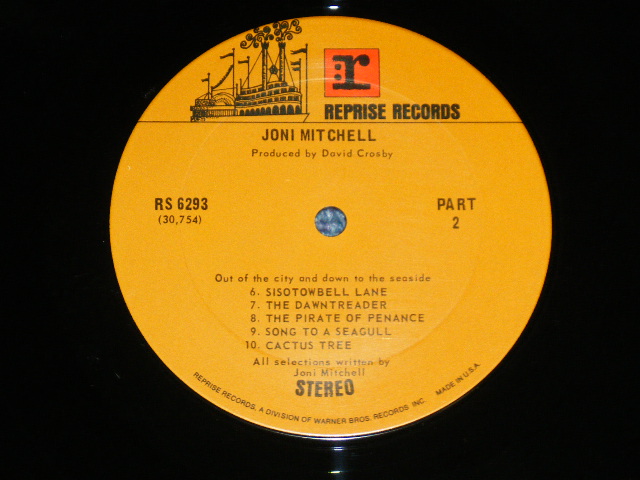 :r
REPRISE RECORDS
JONI MITCHELL
Produced by David Crosby
RS 6293
(30,754)
PART
2
Out of the city and down to the seaside
6. SISOTOWBELL LANE
7. THE DAWNTREADER
8. THE PIRATE OF PENANCE
9. SONG TO A SEAGULL
10. CACTUS TREE
All selections written by
Joni Mitchell
STEREO
REPRISE RECORDS, A DIVISION OF WARNER BROS. RECORDS, INC. MADE IN U.S.A.